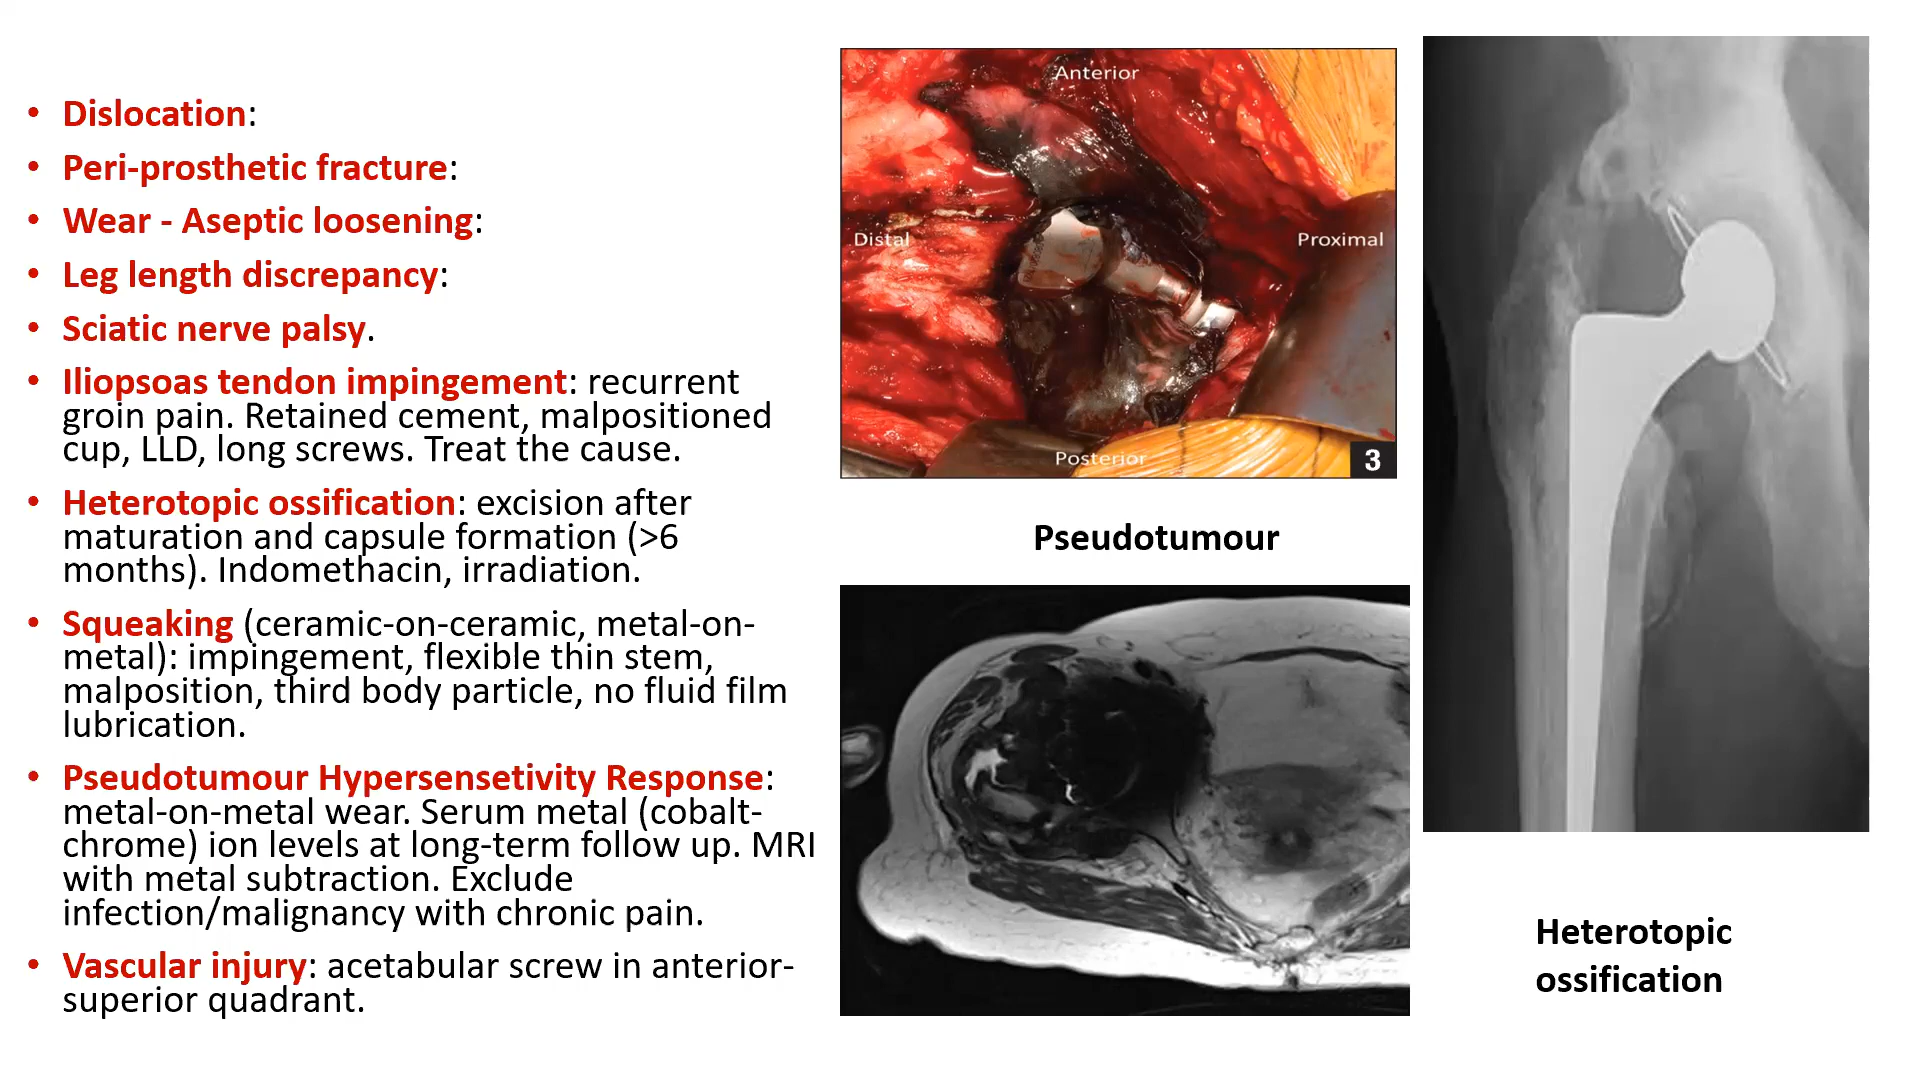 • Dislocation:
• Peri-prosthetic fracture:
• Wear - Aseptic loosening:
• Leg length discrepancy:
• Sciatic nerve palsy.
• Iliopsoas tendon impingement: recurrent
groin pain. Retained cement, malpositioned
cup, LLD, long screws. Treat the cause.
• Heterotopic ossification: excision after
maturation and capsule formation (>6
months). Indomethacin, irradiation.
• Squeaking (ceramic-on-ceramic, metal-on-
metal): impingement, flexible thin stem,
malposition, third body particle, no fluid film
lubrication.
• Pseudotumour Hypersensetivity Response:
metal-on-metal wear. Serum metal (cobalt-
chrome) ion levels at long-term follow up. MRI
with metal subtraction. Exclude
infection/malignancy with chronic pain.
• Vascular injury: acetabular screw in anterior-
superior quadrant.
Anterior
Distal
Proximal
Posterior
3
Pseudotumour
Heterotopic
ossification